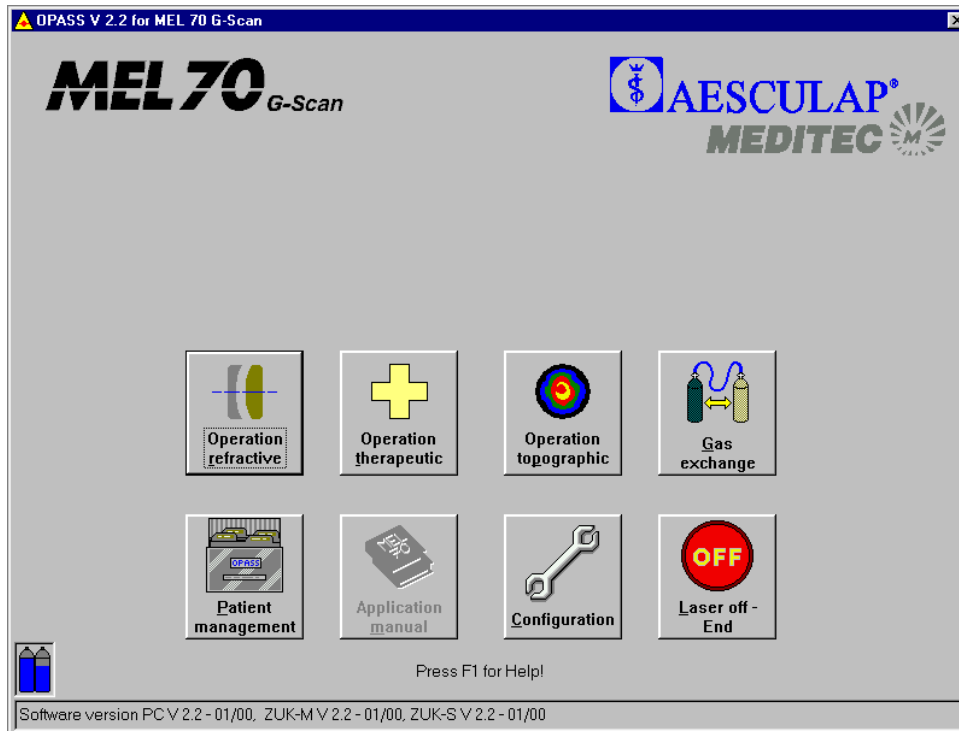 OPASS V 2.2 for MEL 70 G-Scan
MEL 70 G-Scan
AESCULAP®
MEDITEC M
Operation
refractive
Operation
therapeutic
Operation
topographic
Gas
exchange
OPASS
Patient
management
MEL
70
Application
manual
Configuration
OFF
Laser off -
End
Press F1 for Help!
Software version PC V 2.2 - 01/00, ZUK-M V 2.2 - 01/00, ZUK-S V 2.2 - 01/00